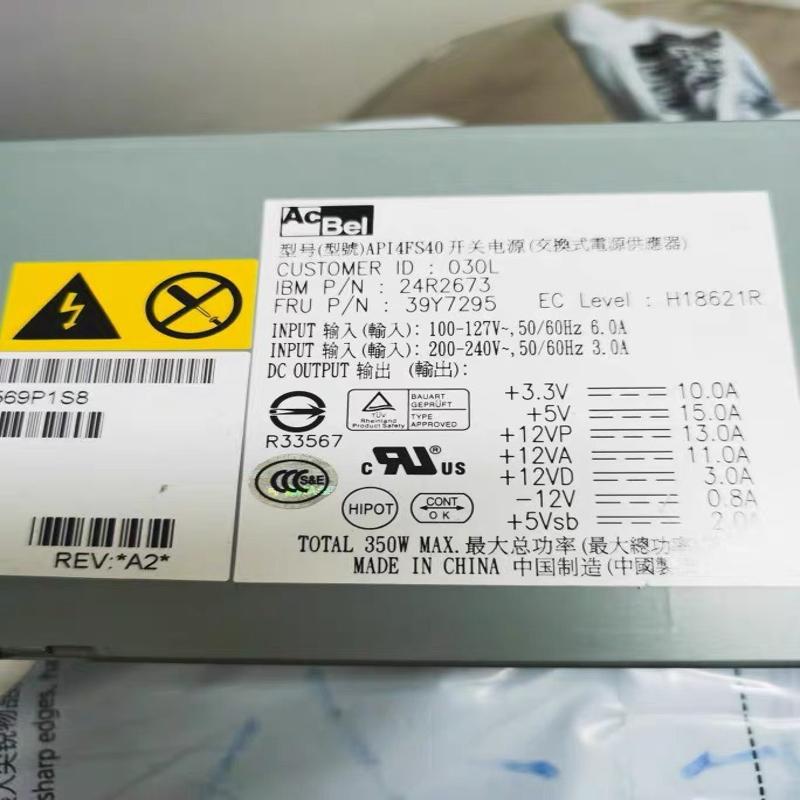 AcBel
型号(型號)API4FS40 开关电源(交換式電源供應器)
CUSTOMER ID : 030L
IBM P/N : 24R2673
FRU P/N : 39Y7295 EC Level : H18621R
INPUT 输入(輸入): 100-127V~, 50/60Hz 6.0A
INPUT 输入(輸入): 200-240V~, 50/60Hz 3.0A
DC OUTPUT 输出 (輸出):
+3.3V 10.0A
+5V 15.0A
+12VP 13.0A
+12VA 11.0A
+12VD 3.0A
-12V 0.8A
+5Vsb 2.0A
R33567
TÜV
Rheinland
Product Safety
BAUART
GEPRÜFT
TYPE
APPROVED
CCC S&E
c RU ® US
HIPOT
CONT
OK
TOTAL 350W MAX.最大总功率 (最大總功
MADE IN CHINA 中国制造(中國製
569P1S8
REV:*A2*
sharp edges,